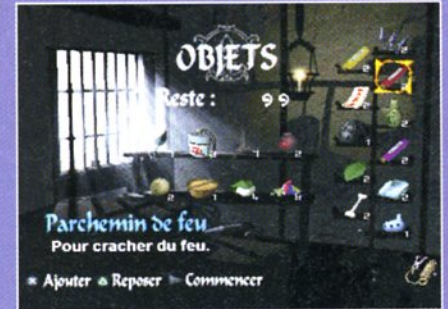 OBJETS
Reste : 99
Parchemin de feu
Pour cracher du feu.
Ajouter Reposer Commencer